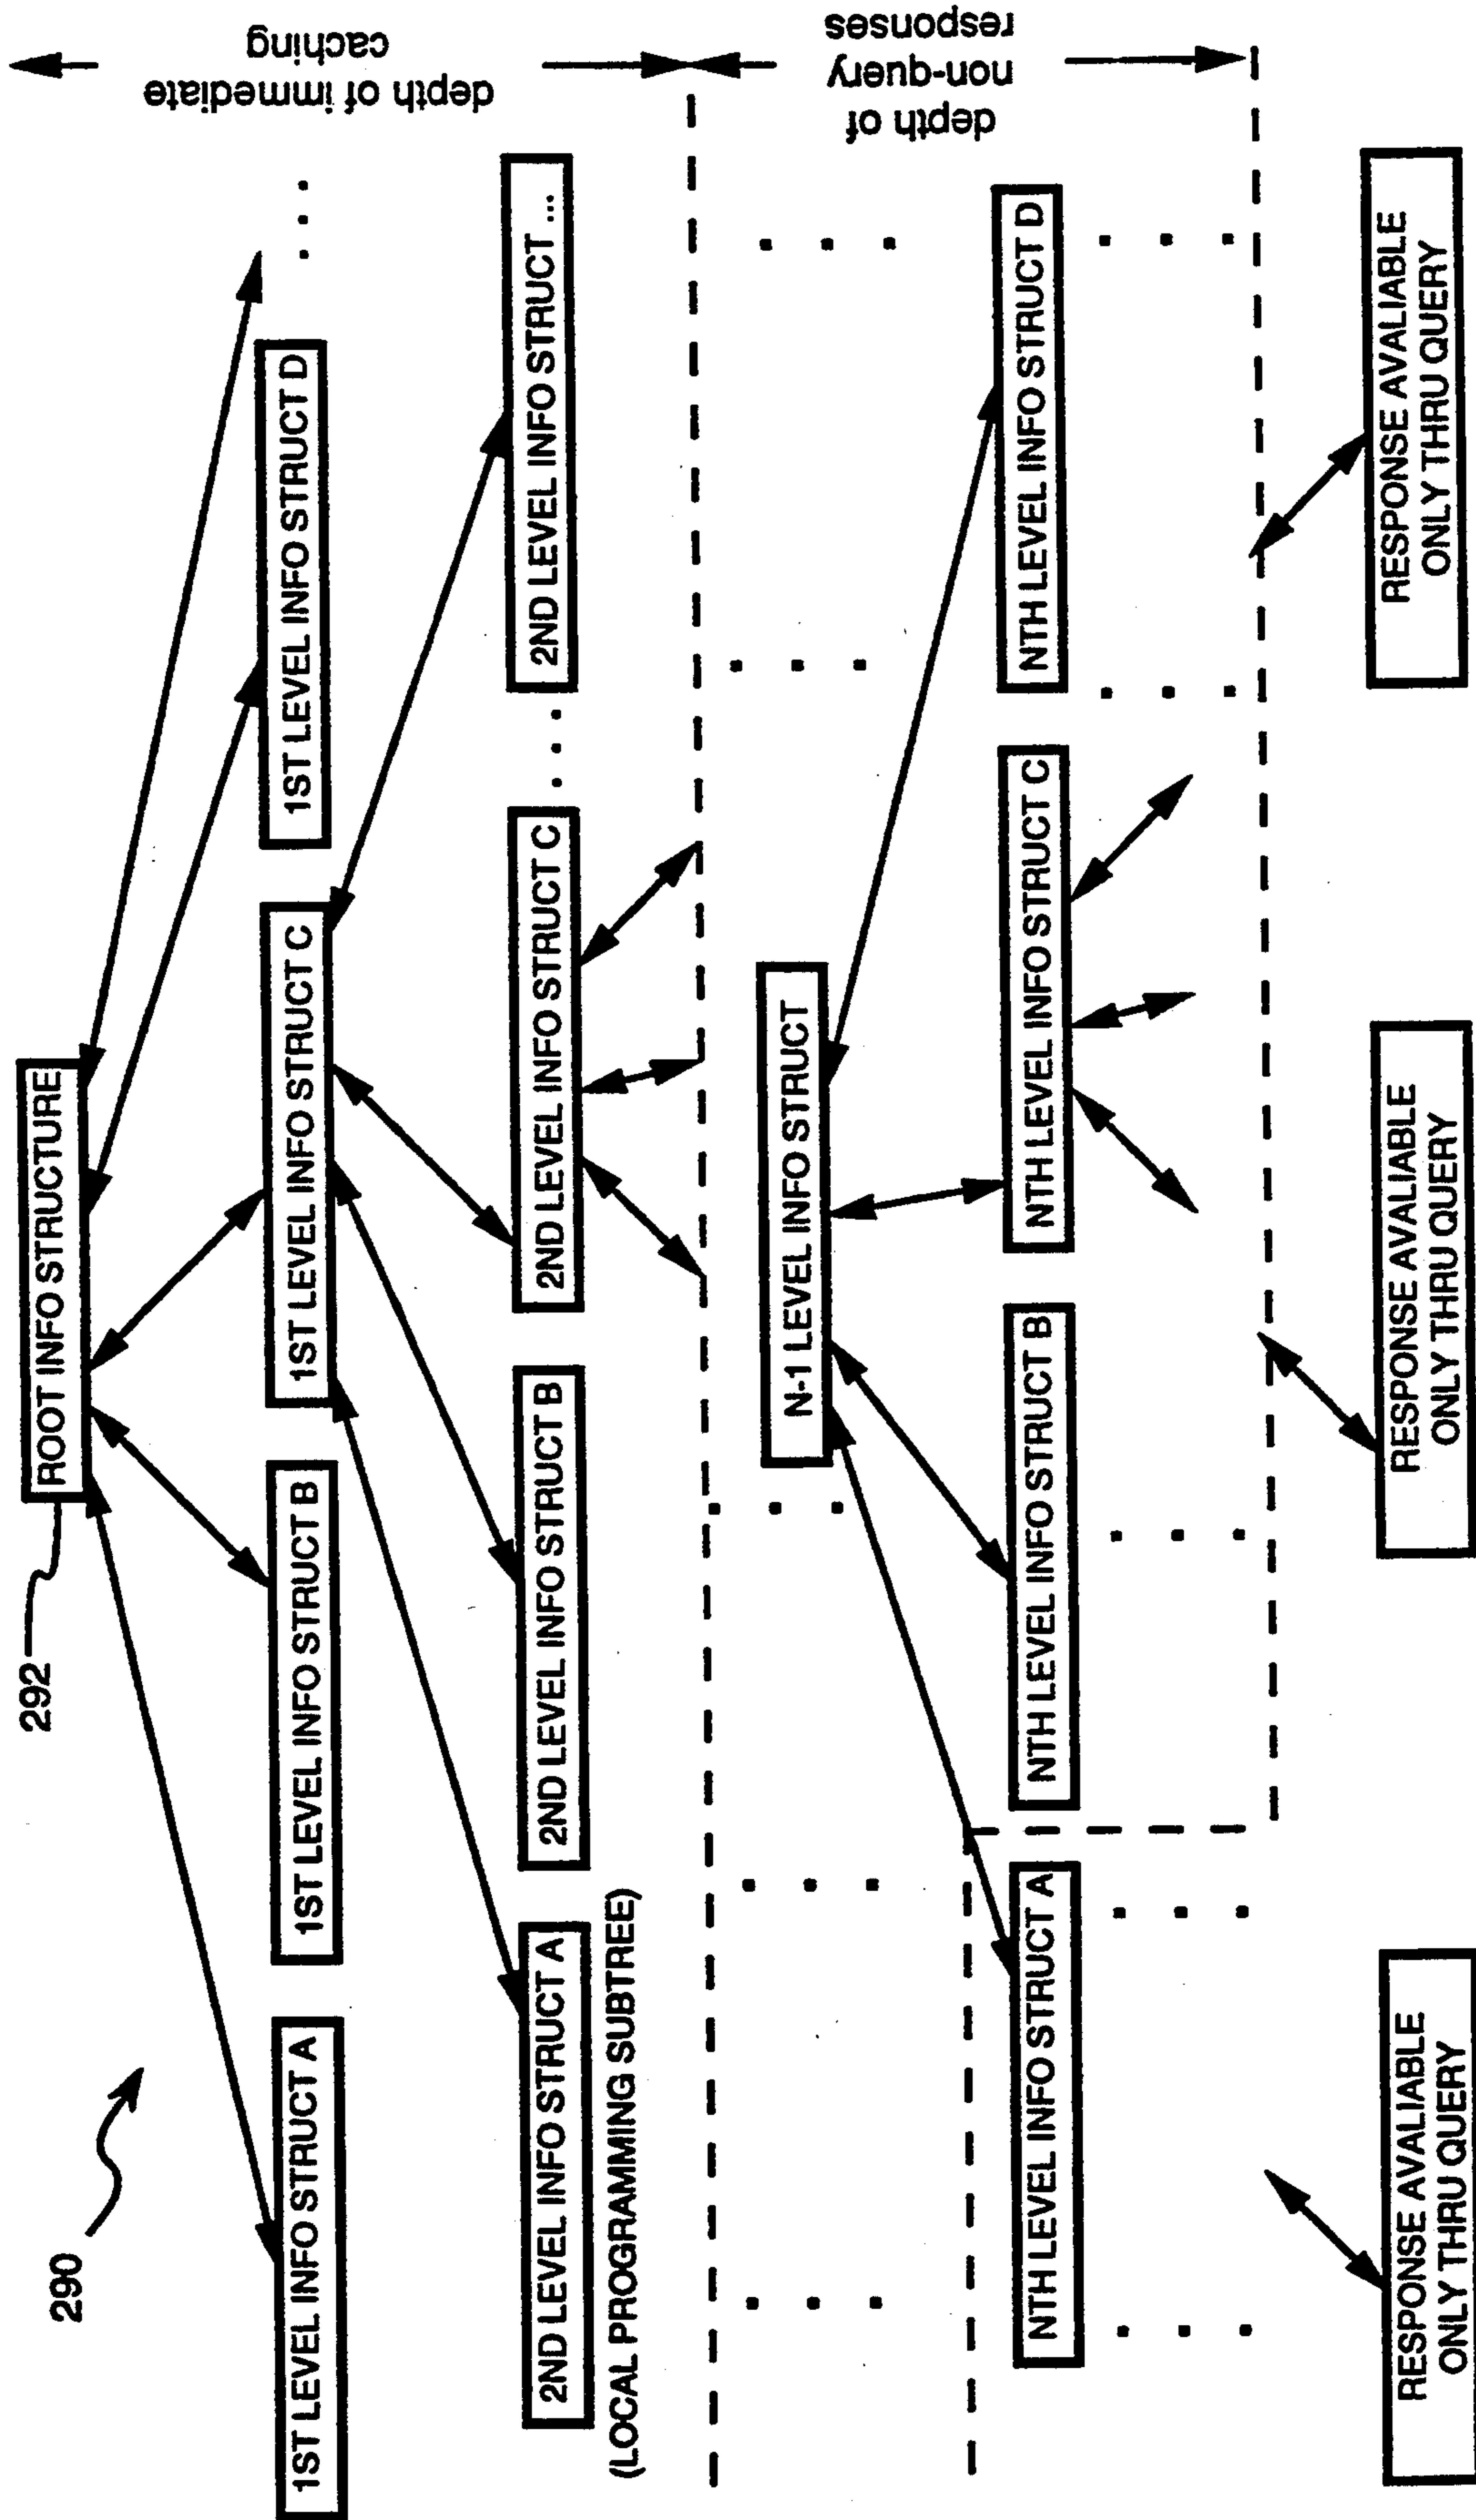 290
292
ROOT INFO STRUCTURE
1ST LEVEL INFO STRUCT A
1ST LEVEL INFO STRUCT B
1ST LEVEL INFO STRUCT C
1ST LEVEL INFO STRUCT D
. . .
depth of immediate
caching
2ND LEVEL INFO STRUCT A
(LOCAL PROGRAMMING SUBTREE)
2ND LEVEL INFO STRUCT B
2ND LEVEL INFO STRUCT C
. . .
2ND LEVEL INFO STRUCT ...
N-1 LEVEL INFO STRUCT
depth of
non-query
responses
NTH LEVEL INFO STRUCT A
NTH LEVEL INFO STRUCT B
NTH LEVEL INFO STRUCT C
NTH LEVEL INFO STRUCT D
RESPONSE AVALIABLE
ONLY THRU QUERY
RESPONSE AVALIABLE
ONLY THRU QUERY
RESPONSE AVALIABLE
ONLY THRU QUERY